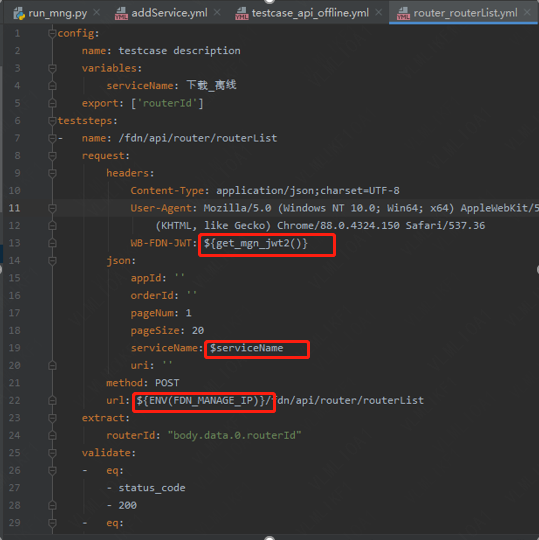 run_mng.py addService.yml testcase_api_offline.yml router_routerList.yml
1 config:
2 name: testcase description
3 variables:
4 serviceName: 下载_离线
5 export: ['routerId']
6 teststeps:
7 - name: /fdn/api/router/routerList
8 request:
9 headers:
10 Content-Type: application/json;charset=UTF-8
11 User-Agent: Mozilla/5.0 (Windows NT 10.0; Win64; x64) AppleWebKit/5
12 (KHTML, like Gecko) Chrome/88.0.4324.150 Safari/537.36
13 WB-FDN-JWT: ${get_mgn_jwt2()}
14 json:
15 appId: ''
16 orderId: ''
17 pageNum: 1
18 pageSize: 20
19 serviceName: $serviceName
20 uri: ''
21 method: POST
22 url: ${ENV(FDN_MANAGE_IP)}/fdn/api/router/routerList
23 extract:
24 routerId: "body.data.0.routerId"
25 validate:
26 - eq:
27 - status_code
28 - 200
29 - eq: